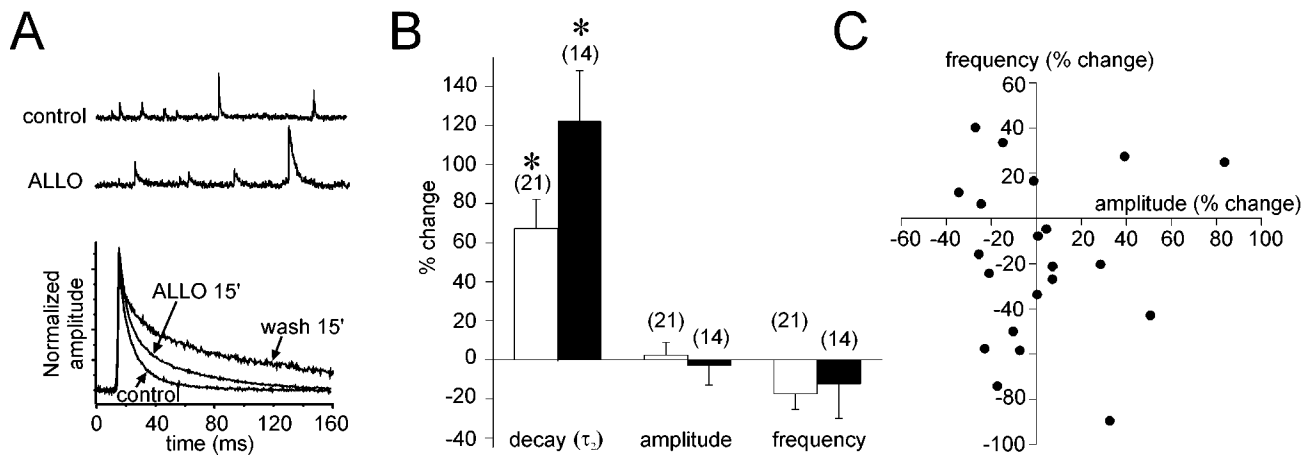 A
control
ALLO
Normalized
amplitude
ALLO 15'
wash 15'
control
0 40 80 120 160
time (ms)
B
% change
140
120
100
80
60
40
20
0
-20
-40
*
(21)
*
(14)
(21)
(14)
(21)
(14)
decay (τ₂)
amplitude
frequency
C
frequency (% change)
60
40
20
amplitude (% change)
-60 -40 -20 20 40 60 80 100
-20
-40
-60
-80
-100